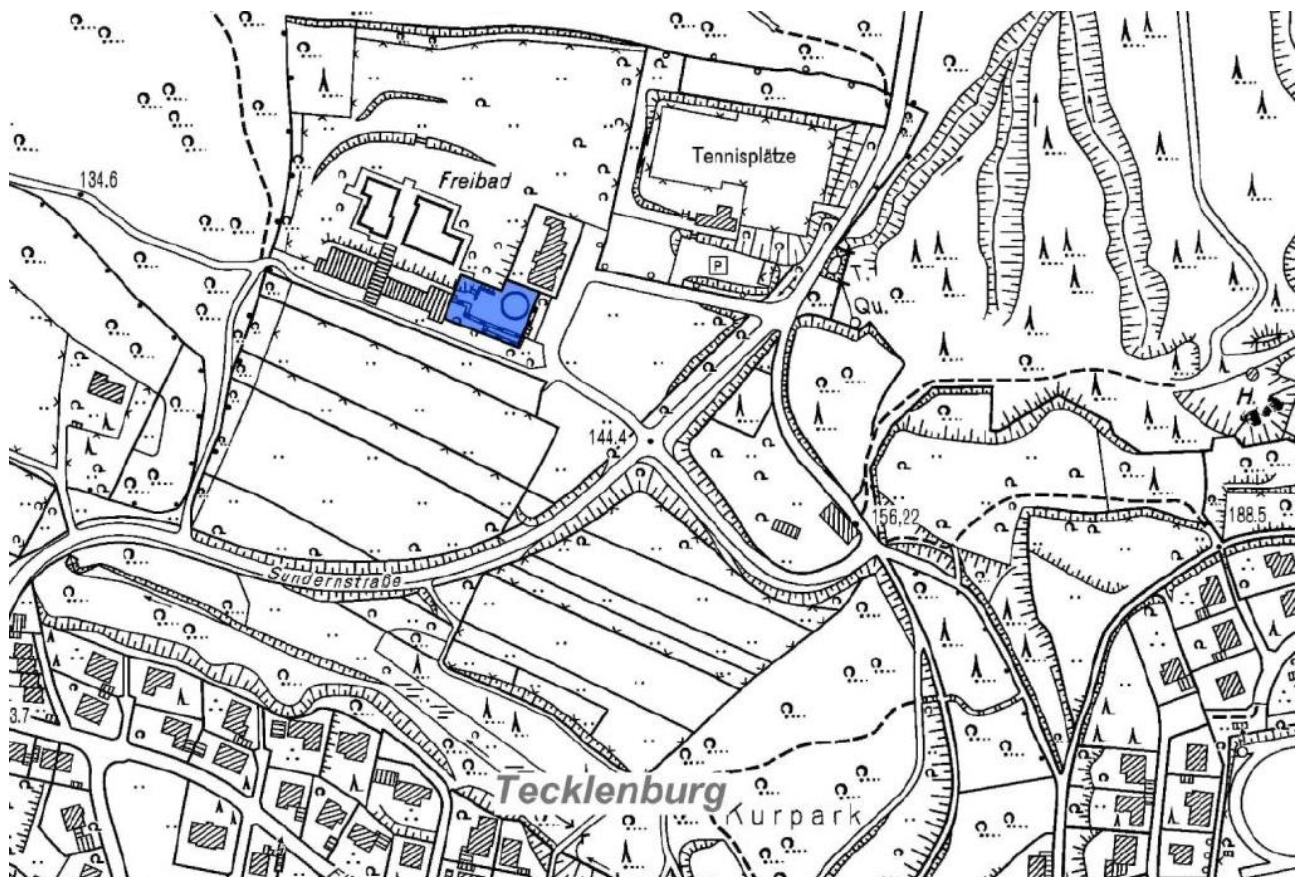 Tennisplätze
134.6
Freibad
P
T.
Qu.
H.
144.4
156,22
188.5
Sundernstraße
3.7
Tecklenburg
Kurpark